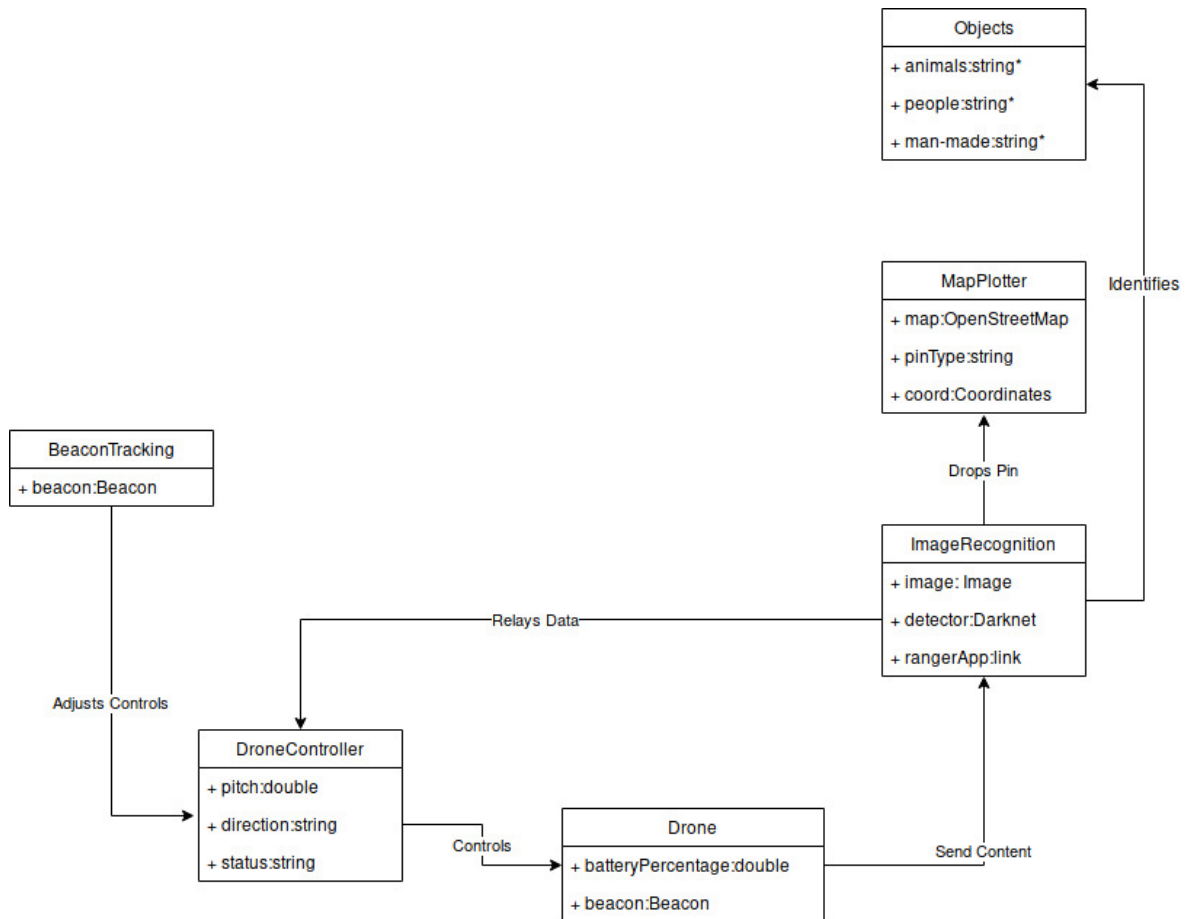 Objects
+ animals:string*
+ people:string*
+ man-made:string*
MapPlotter
+ map:OpenStreetMap
+ pinType:string
+ coord:Coordinates
Identifies
BeaconTracking
+ beacon:Beacon
Drops Pin
ImageRecognition
+ image: Image
+ detector:Darknet
+ rangerApp:link
Relays Data
Adjusts Controls
DroneController
+ pitch:double
+ direction:string
+ status:string
Controls
Drone
+ batteryPercentage:double
+ beacon:Beacon
Send Content